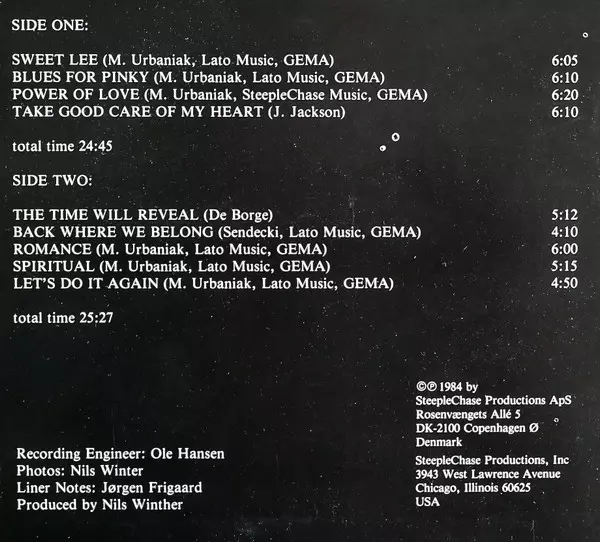 SIDE ONE:
SWEET LEE (M. Urbaniak, Lato Music, GEMA) 6:05
BLUES FOR PINKY (M. Urbaniak, Lato Music, GEMA) 6:10
POWER OF LOVE (M. Urbaniak, SteepleChase Music, GEMA) 6:20
TAKE GOOD CARE OF MY HEART (J. Jackson) 6:10
total time 24:45
SIDE TWO:
THE TIME WILL REVEAL (De Borge) 5:12
BACK WHERE WE BELONG (Sendecki, Lato Music, GEMA) 4:10
ROMANCE (M. Urbaniak, Lato Music, GEMA) 6:00
SPIRITUAL (M. Urbaniak, Lato Music, GEMA) 5:15
LET'S DO IT AGAIN (M. Urbaniak, Lato Music, GEMA) 4:50
total time 25:27
Recording Engineer: Ole Hansen
Photos: Nils Winter
Liner Notes: Jørgen Frigaard
Produced by Nils Winther
©℗ 1984 by
SteepleChase Productions ApS
Rosenvængets Allé 5
DK-2100 Copenhagen Ø
Denmark
SteepleChase Productions, Inc
3943 West Lawrence Avenue
Chicago, Illinois 60625
USA